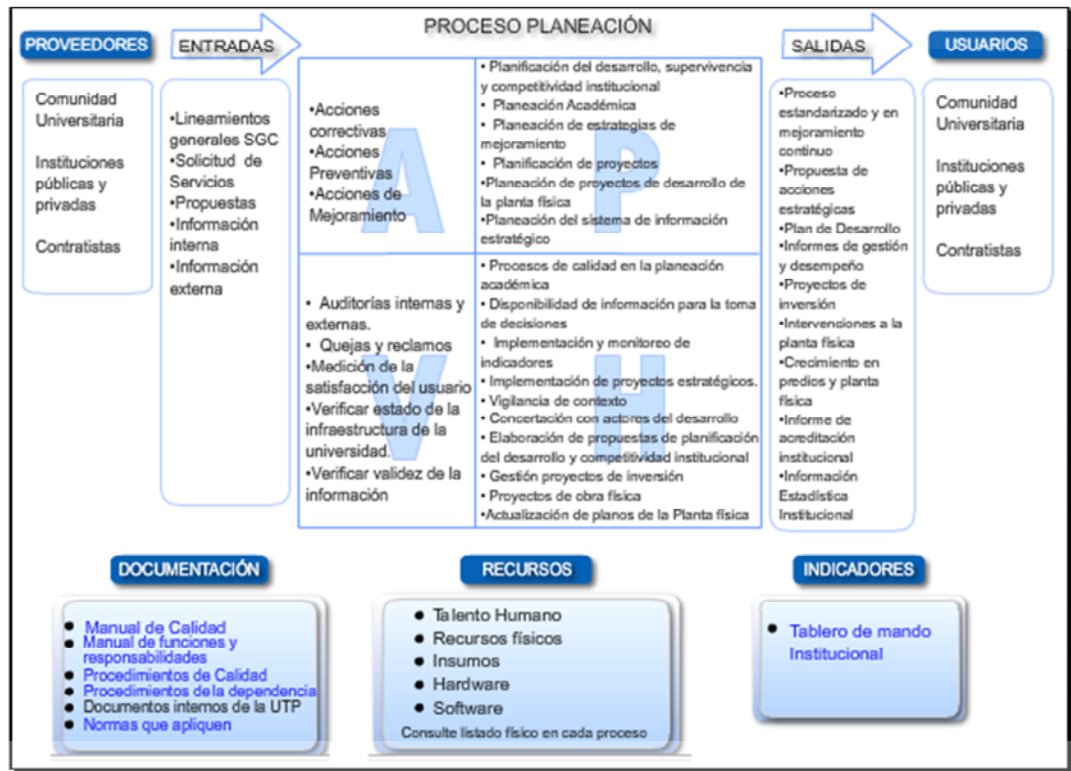 PROCESO PLANEACIÓN
PROVEEDORES
Comunidad
Universitaria
Instituciones
públicas y
privadas
Contratistas
ENTRADAS
•Lineamientos
generales SGC
•Solicitud de
Servicios
•Propuestas
•Información
interna
•Información
externa
A
•Acciones
correctivas
•Acciones
Preventivas
•Acciones de
Mejoramiento
P
• Planificación del desarrollo, supervivencia
y competitividad institucional
• Planeación Académica
• Planeación de estrategias de
mejoramiento
• Planificación de proyectos
•Planeación de proyectos de desarrollo de
la planta física
•Planeación del sistema de información
estratégico
V
• Auditorías internas y
externas.
• Quejas y reclamos
•Medición de la
satisfacción del usuario
•Verificar estado de la
infraestructura de la
universidad.
•Verificar validez de la
información
H
• Procesos de calidad en la planeación
académica
• Disponibilidad de información para la toma
de decisiones
• Implementación y monitoreo de
indicadores
• Implementación de proyectos estratégicos.
• Vigilancia de contexto
• Concertación con actores del desarrollo
• Elaboración de propuestas de planificación
del desarrollo y competitividad institucional
• Gestión proyectos de inversión
• Proyectos de obra física
•Actualización de planos de la Planta física
SALIDAS
•Proceso
estandarizado y en
mejoramiento
continuo
•Propuesta de
acciones
estratégicas
•Plan de Desarrollo
•Informes de gestión
y desempeño
•Proyectos de
inversión
•Intervenciones a la
planta física
•Crecimiento en
predios y planta
física
•Informe de
acreditación
institucional
•Información
Estadística
Institucional
USUARIOS
Comunidad
Universitaria
Instituciones
públicas y
privadas
Contratistas
DOCUMENTACIÓN
• Manual de Calidad
• Manual de funciones y
responsabilidades
• Procedimientos de Calidad
• Procedimientos de la dependencia
• Documentos internos de la UTP
• Normas que apliquen
RECURSOS
• Talento Humano
• Recursos físicos
• Insumos
• Hardware
• Software
Consulte listado físico en cada proceso
INDICADORES
• Tablero de mando
Institucional